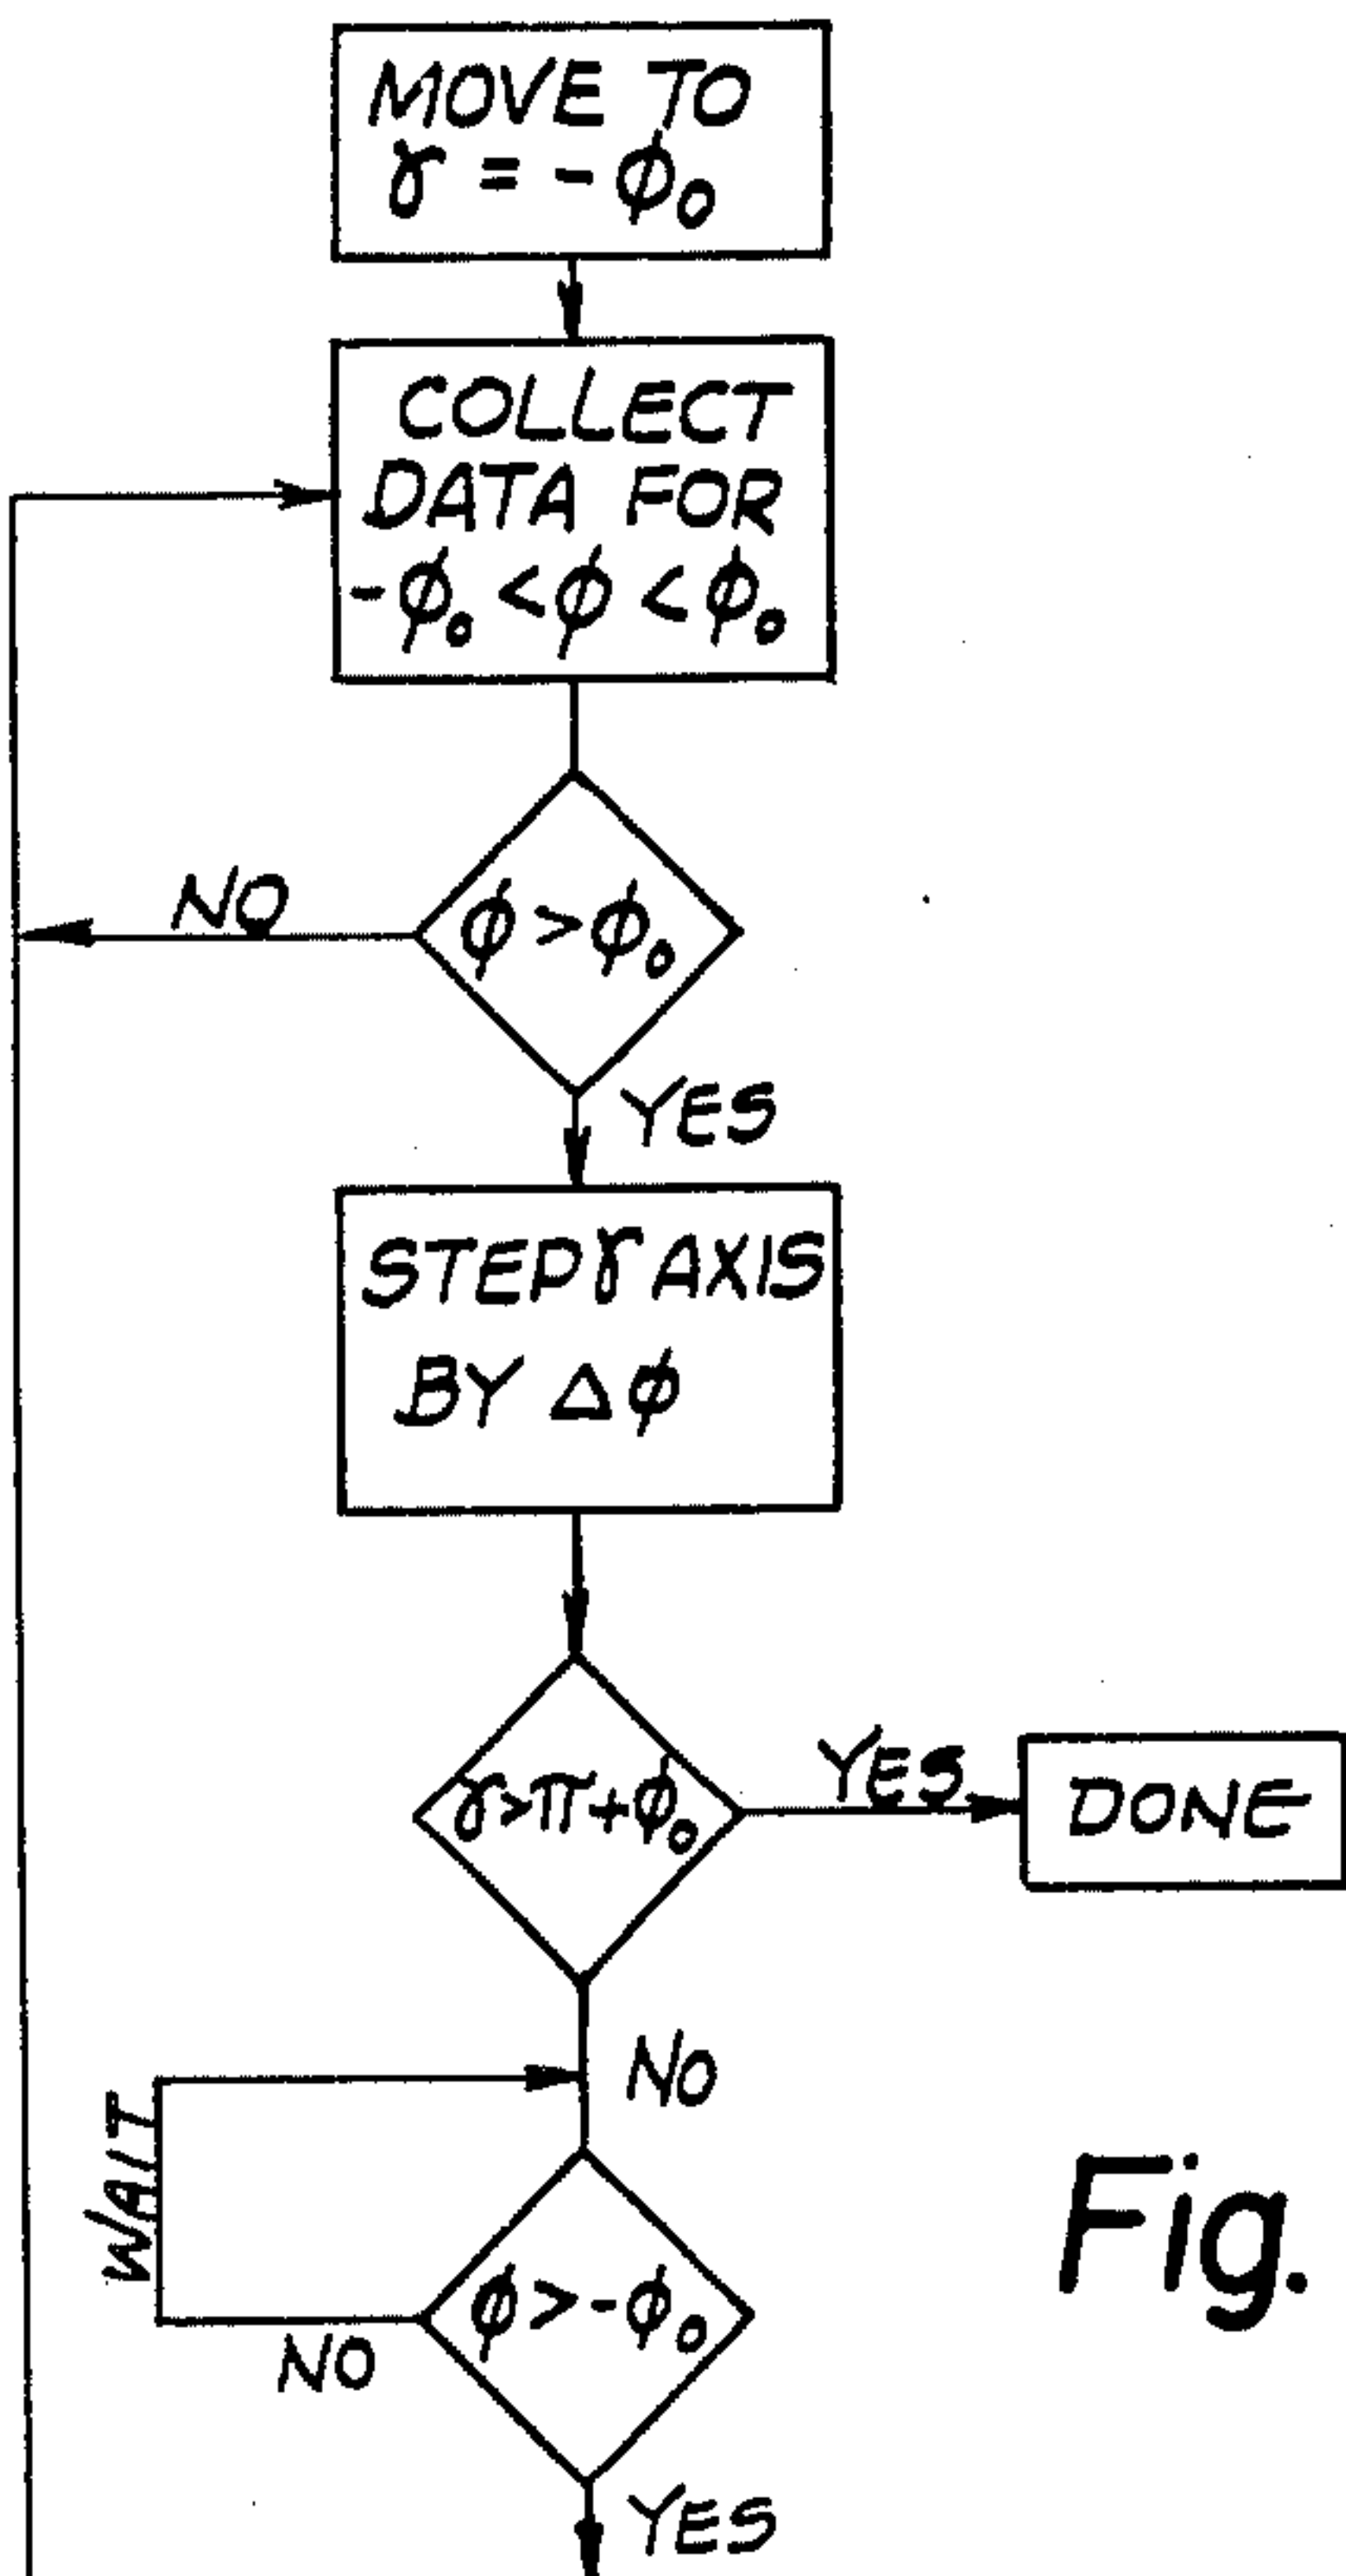 MOVE TO
γ = - ϕ₀
COLLECT
DATA FOR
-ϕ₀ < ϕ < ϕ₀
ϕ > ϕ₀
NO
YES
STEP γ AXIS
BY Δ ϕ
γ > π + ϕ₀
YES
DONE
NO
WAIT
ϕ > - ϕ₀
NO
YES
Fig.